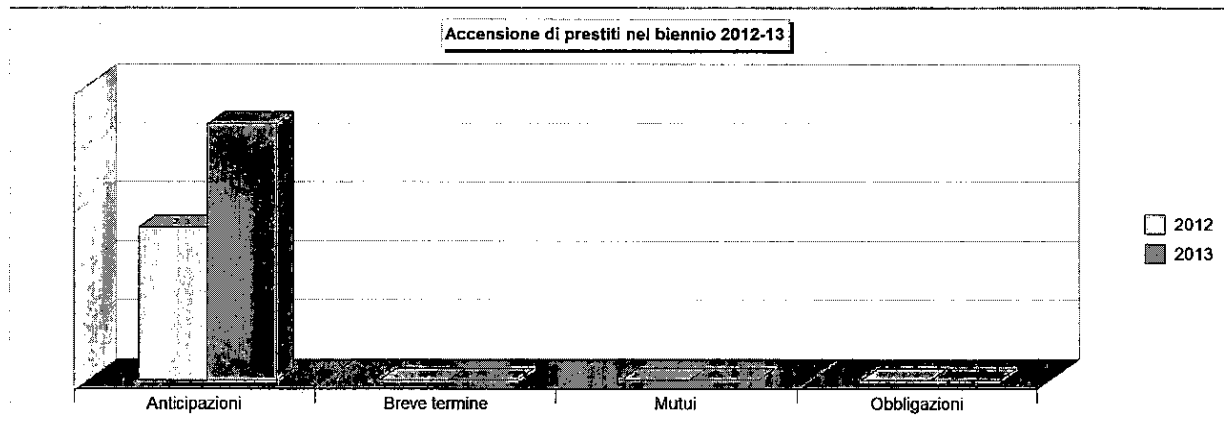 Accensione di prestiti nel biennio 2012-13
2012
2013
Anticipazioni Breve termine Mutui Obbligazioni